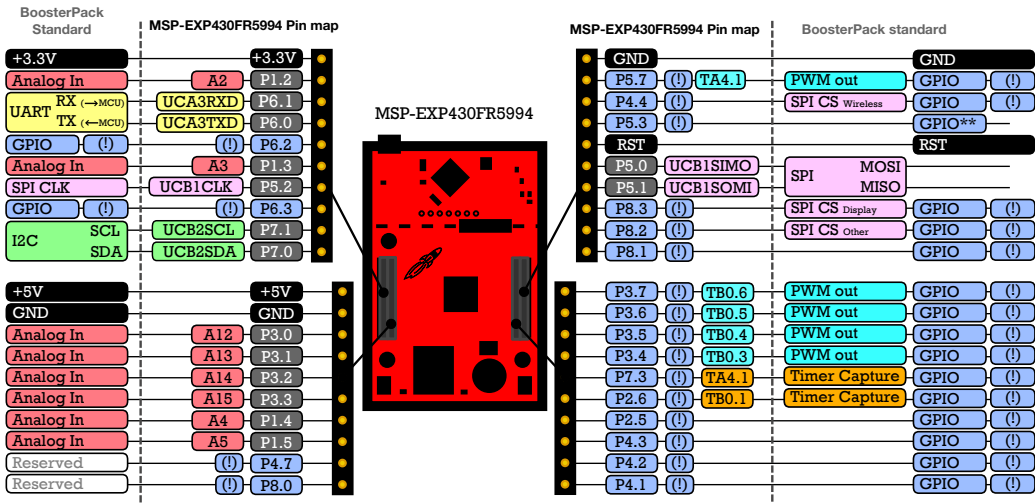 BoosterPack
Standard
MSP-EXP430FR5994 Pin map
+3.3V +3.3V
Analog In A2 P1.2
UART RX (→MCU) UCA3RXD P6.1
TX (←MCU) UCA3TXD P6.0
GPIO (!) (!) P6.2
Analog In A3 P1.3
SPI CLK UCB1CLK P5.2
GPIO (!) (!) P6.3
I2C SCL UCB2SCL P7.1
SDA UCB2SDA P7.0
+5V +5V
GND GND
Analog In A12 P3.0
Analog In A13 P3.1
Analog In A14 P3.2
Analog In A15 P3.3
Analog In A4 P1.4
Analog In A5 P1.5
Reserved (!) P4.7
Reserved (!) P8.0
MSP-EXP430FR5994
MSP-EXP430FR5994 Pin map
BoosterPack standard
GND GND
P5.7 (!) TA4.1 PWM out GPIO (!)
P4.4 (!) SPI CS Wireless GPIO (!)
P5.3 (!) GPIO**
RST RST
P5.0 UCB1SIMO SPI MOSI
P5.1 UCB1SOMI MISO
P8.3 (!) SPI CS Display GPIO (!)
P8.2 (!) SPI CS Other GPIO (!)
P8.1 (!) GPIO (!)
P3.7 (!) TB0.6 PWM out GPIO (!)
P3.6 (!) TB0.5 PWM out GPIO (!)
P3.5 (!) TB0.4 PWM out GPIO (!)
P3.4 (!) TB0.3 PWM out GPIO (!)
P7.3 (!) TA4.1 Timer Capture GPIO (!)
P2.6 (!) TB0.1 Timer Capture GPIO (!)
P2.5 (!) GPIO (!)
P4.3 (!) GPIO (!)
P4.2 (!) GPIO (!)
P4.1 (!) GPIO (!)